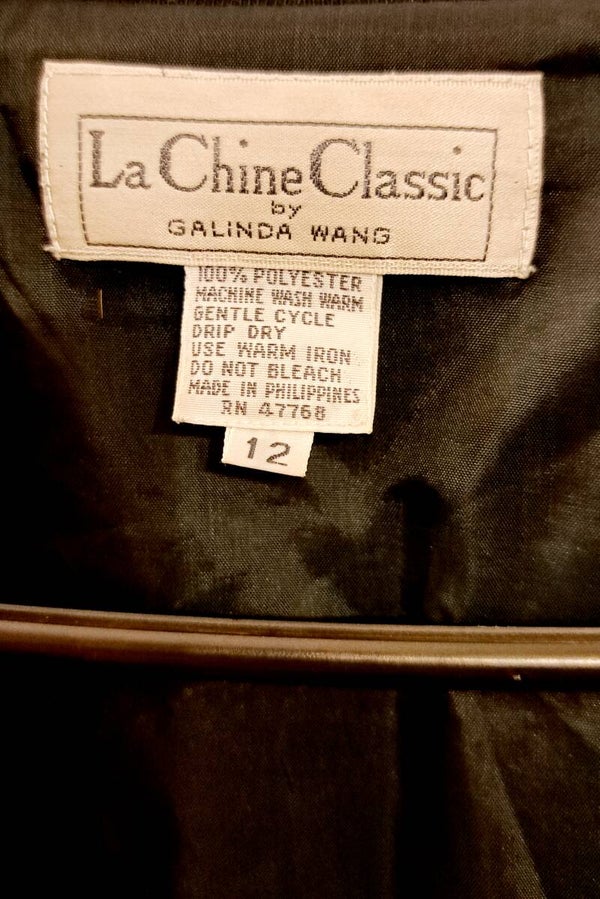 La Chine Classic
by
GALINDA WANG
100% POLYESTER
MACHINE WASH WARM
GENTLE CYCLE
DRIP DRY
USE WARM IRON
DO NOT BLEACH
MADE IN PHILIPPINES
RN 47768
12